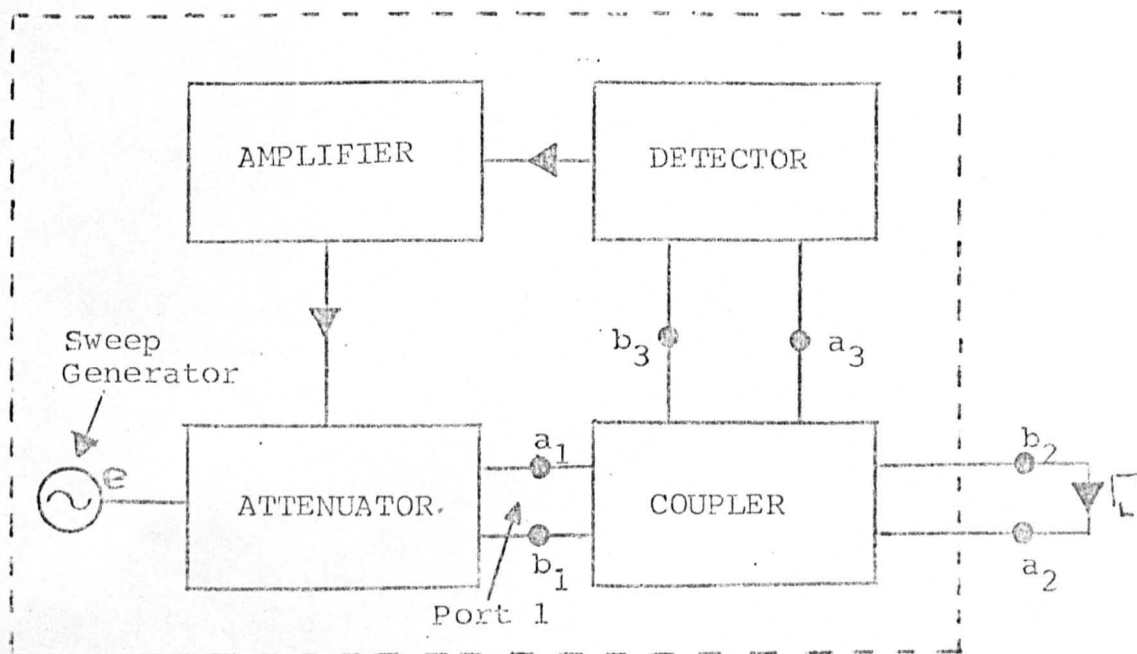 AMPLIFIER
DETECTOR
b3
a3
Sweep
Generator
e
ATTENUATOR
a1
b1
Port 1
COUPLER
b2
a2
Γ